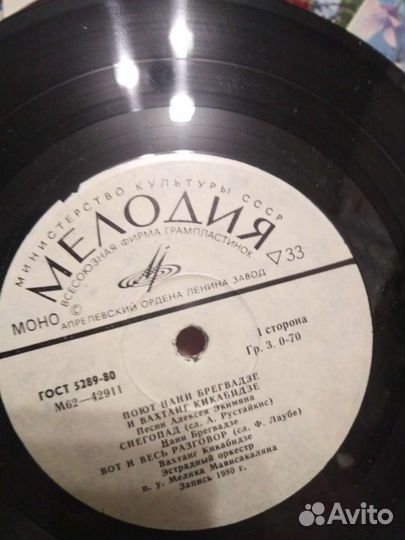 МИНИСТЕРСТВО КУЛЬТУРЫ СССР
МЕЛОДИЯ
ВСЕСОЮЗНАЯ ФИРМА ГРАМПЛАСТИНОК
33
МОНО
АПРЕЛЕВСКИЙ ОРДЕНА ЛЕНИНА ЗАВОД
ГОСТ 5289-80
М62—42911
1 сторона
Гр. 3. 0-70
ПОЮТ НАНИ БРЕГВАДЗЕ
И ВАХТАНГ КИКАБИДЗЕ
Песни Алексея Экимяна
СНЕГОПАД (сл. А. Рустайкис)
Нани Брегвадзе
ВОТ И ВЕСЬ РАЗГОВОР (сл. Ф. Лаубе)
Вахтанг Кикабидзе
Эстрадный оркестр
п. у. Мелика Мависакаляна
Запись 1980 г.
Avito